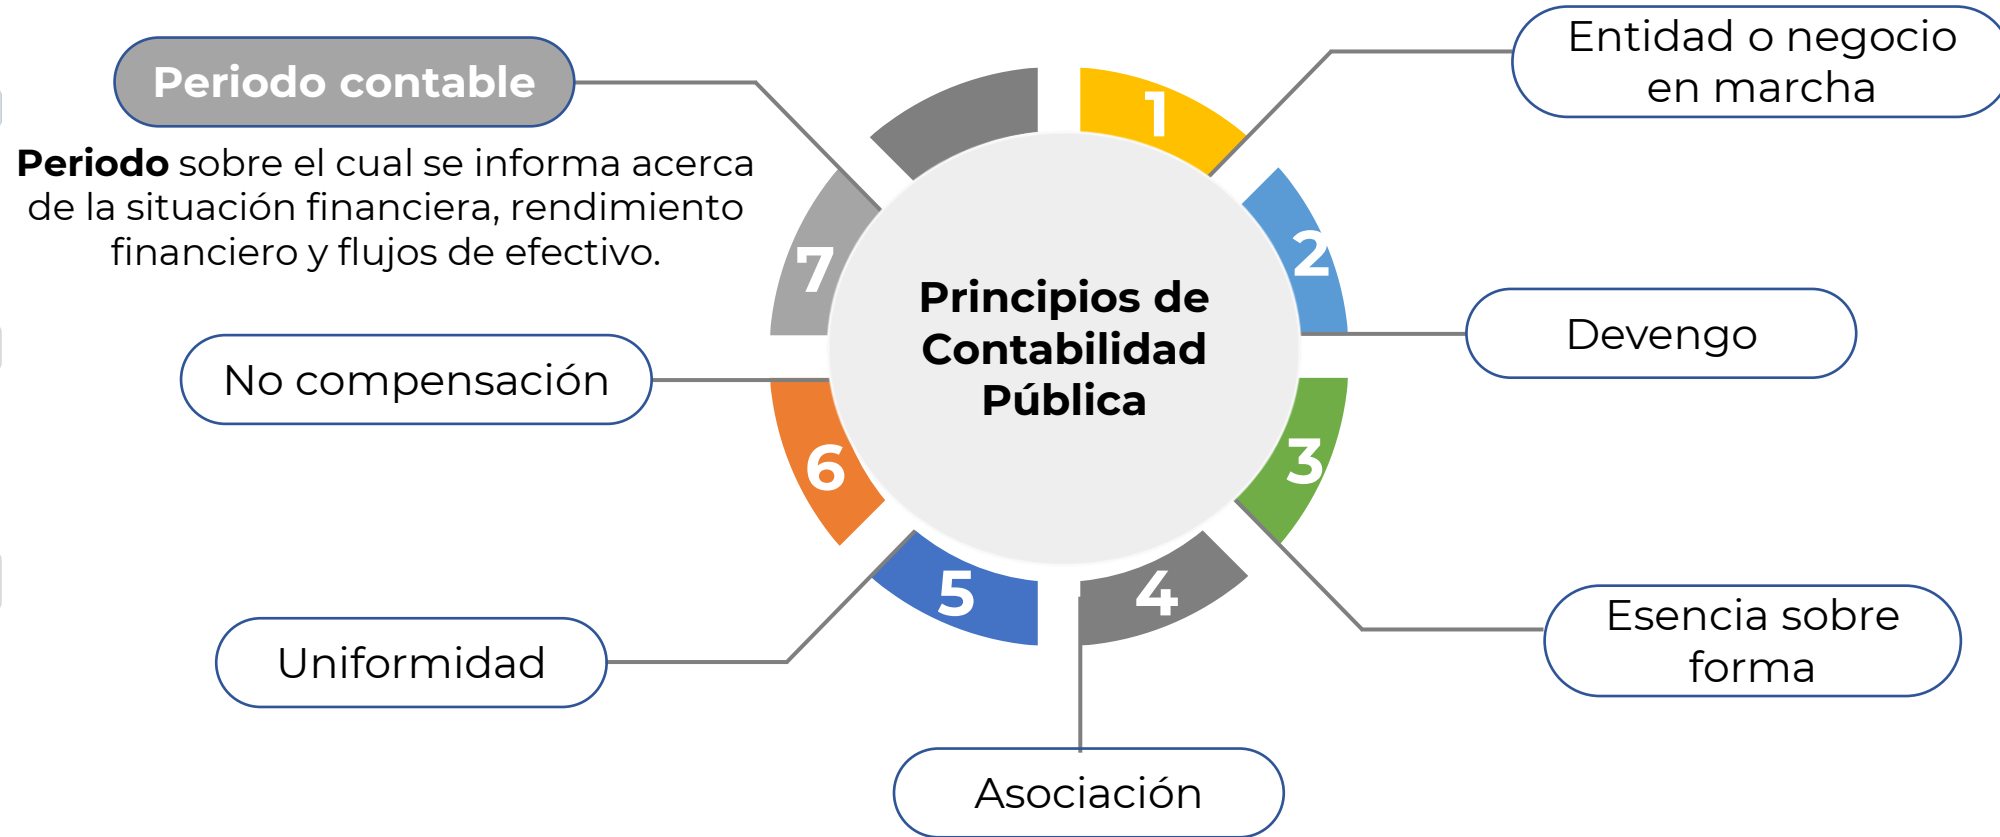 Periodo contable
Periodo sobre el cual se informa acerca
de la situación financiera, rendimiento
financiero y flujos de efectivo.
No compensación
Uniformidad
Asociación
Entidad o negocio
en marcha
Devengo
Esencia sobre
forma
Principios de
Contabilidad
Pública
1
2
3
4
5
6
7